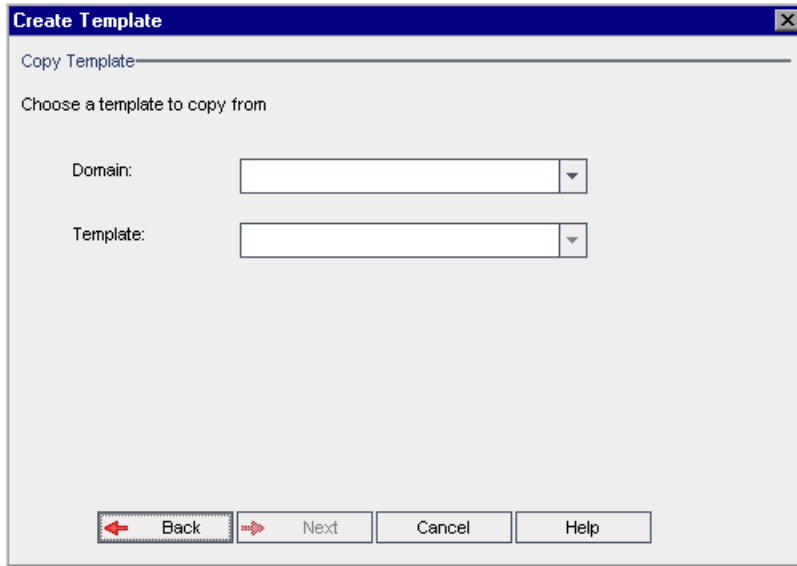 Create Template
Copy Template
Choose a template to copy from
Domain:
Template:
Back Next Cancel Help